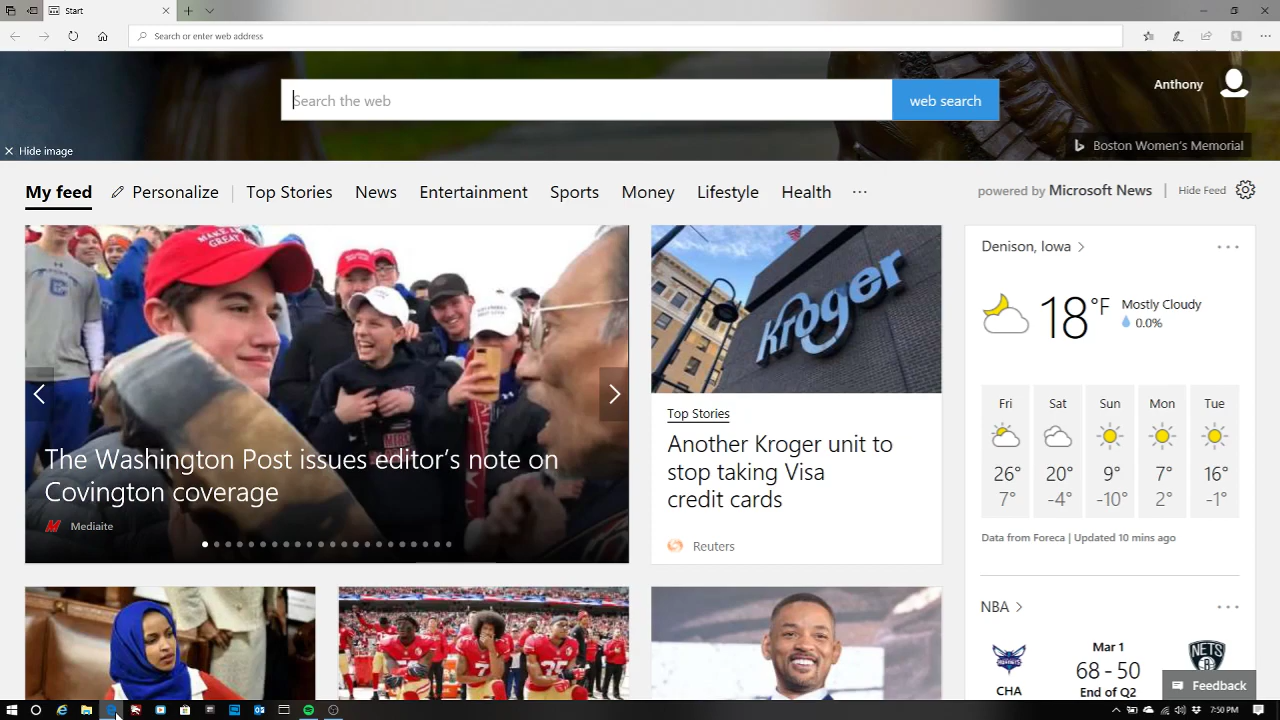 Start
Search or enter web address
Search the web
web search
Anthony
Hide image
Boston Women's Memorial
My feed
Personalize
Top Stories
News
Entertainment
Sports
Money
Lifestyle
Health
powered by Microsoft News
Hide Feed
MAKE AM
GREAT AG
Kroger
The Washington Post issues editor's note on
Covington coverage
Mediaite
Top Stories
Another Kroger unit to
stop taking Visa
credit cards
Reuters
Denison, Iowa
18 °F
Mostly Cloudy
0.0%
Fri Sat Sun Mon Tue
26° 20° 9° 7° 16°
7° -4° -10° 2° -1°
Data from Foreca | Updated 10 mins ago
NBA
Mar 1
68 - 50
End of Q2
CHA
NETS
Feedback
7:50 PM